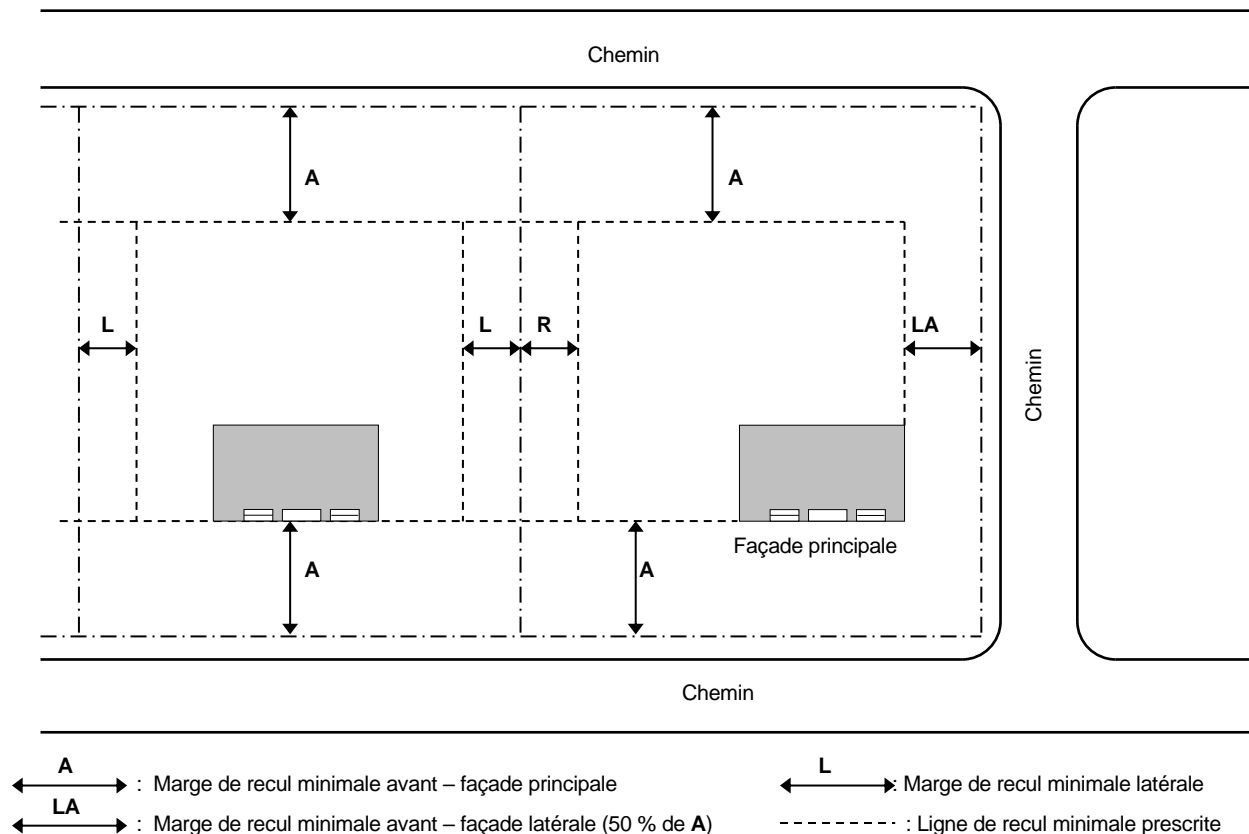 Chemin
A
A
L
L
R
LA
Chemin
Façade principale
A
A
Chemin
A
: Marge de recul minimale avant – façade principale
L
: Marge de recul minimale latérale
LA
: Marge de recul minimale avant – façade latérale (50 % de A)
: Ligne de recul minimale prescrite